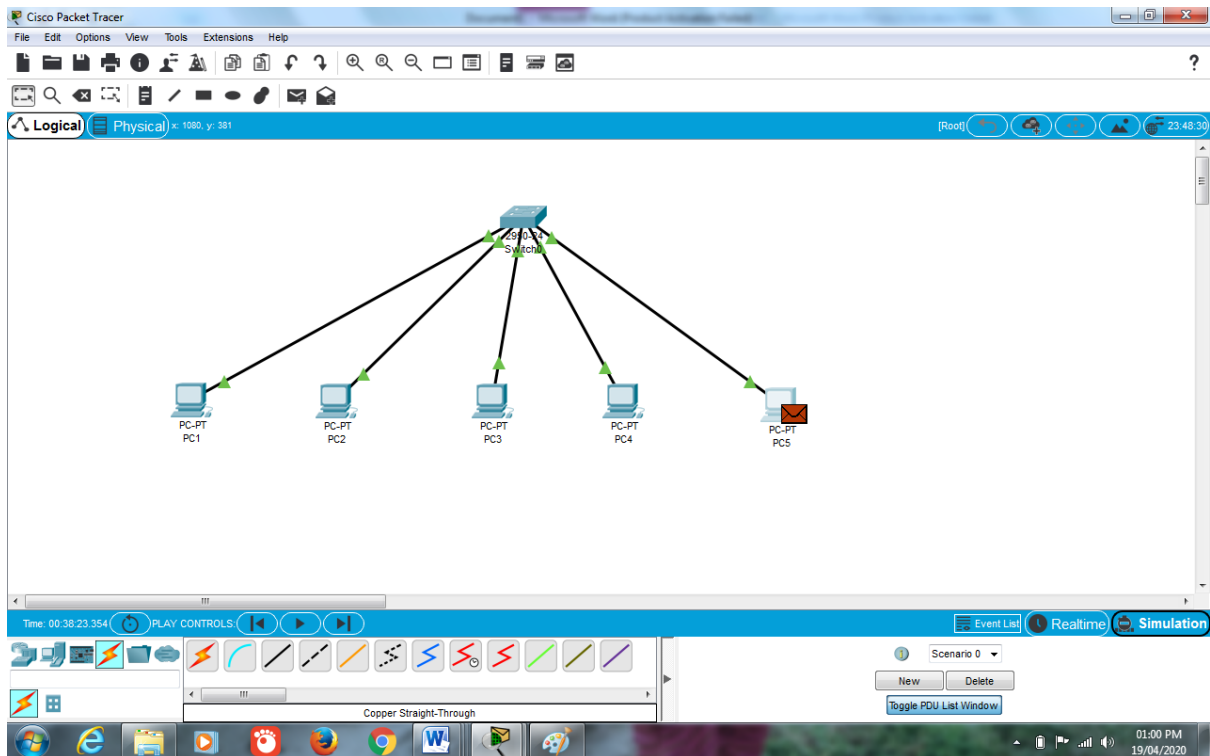 Cisco Packet Tracer
File Edit Options View Tools Extensions Help
?
Logical Physical x: 1080, y: 381 [Root] 23:48:30
2950-24
Switch0
PC-PT
PC1
PC-PT
PC2
PC-PT
PC3
PC-PT
PC4
PC-PT
PC5
Time: 00:38:23.354 PLAY CONTROLS: Event List Realtime Simulation
Scenario 0
New Delete
Toggle PDU List Window
Copper Straight-Through
01:00 PM
19/04/2020